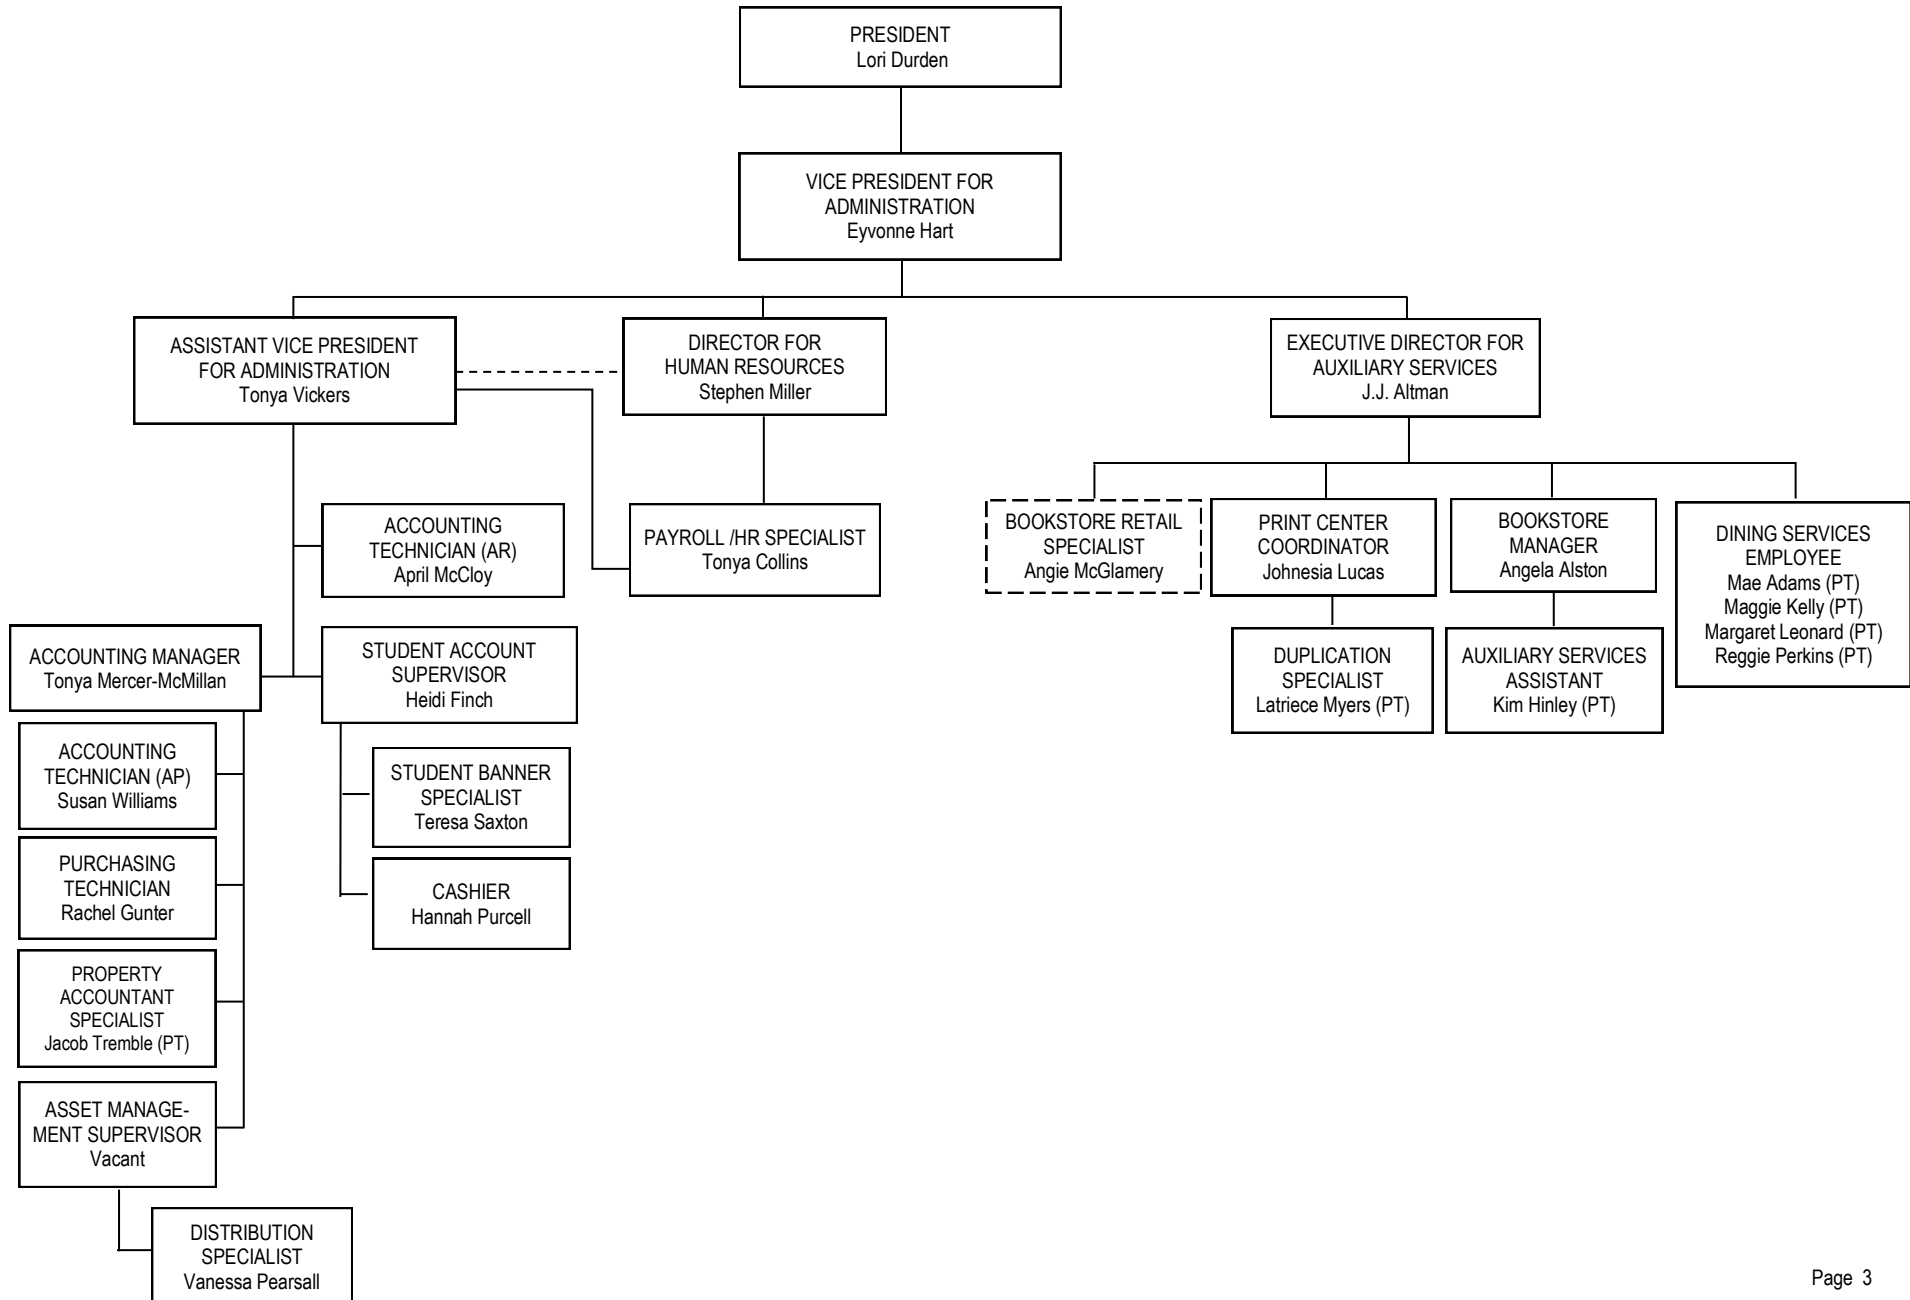 PRESIDENT
Lori Durden
VICE PRESIDENT FOR
ADMINISTRATION
Eyvonne Hart
ASSISTANT VICE PRESIDENT
FOR ADMINISTRATION
Tonya Vickers
DIRECTOR FOR
HUMAN RESOURCES
Stephen Miller
EXECUTIVE DIRECTOR FOR
AUXILIARY SERVICES
J.J. Altman
ACCOUNTING
TECHNICIAN (AR)
April McCloy
PAYROLL /HR SPECIALIST
Tonya Collins
BOOKSTORE RETAIL
SPECIALIST
Angie McGlamery
PRINT CENTER
COORDINATOR
Johnesia Lucas
BOOKSTORE
MANAGER
Angela Alston
DINING SERVICES
EMPLOYEE
Mae Adams (PT)
Maggie Kelly (PT)
Margaret Leonard (PT)
Reggie Perkins (PT)
ACCOUNTING MANAGER
Tonya Mercer-McMillan
STUDENT ACCOUNT
SUPERVISOR
Heidi Finch
DUPLICATION
SPECIALIST
Latriece Myers (PT)
AUXILIARY SERVICES
ASSISTANT
Kim Hinley (PT)
ACCOUNTING
TECHNICIAN (AP)
Susan Williams
STUDENT BANNER
SPECIALIST
Teresa Saxton
PURCHASING
TECHNICIAN
Rachel Gunter
CASHIER
Hannah Purcell
PROPERTY
ACCOUNTANT
SPECIALIST
Jacob Tremble (PT)
ASSET MANAGE-
MENT SUPERVISOR
Vacant
DISTRIBUTION
SPECIALIST
Vanessa Pearsall
Page 3